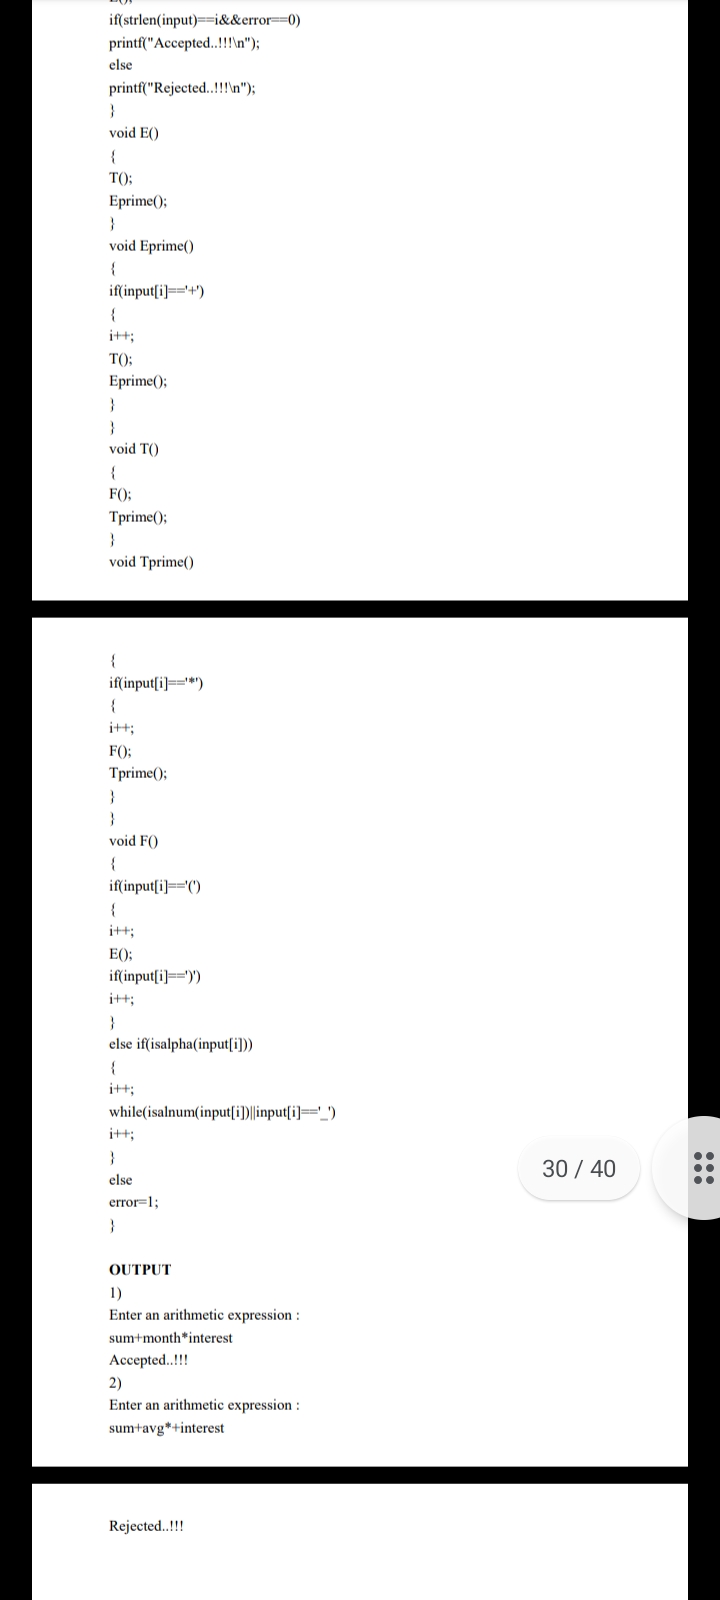 if(strlen(input)==i&&error==0)
printf("Accepted..!!!\n");
else
printf("Rejected..!!!\n");
}
void E()
{
T();
Eprime();
}
void Eprime()
{
if(input[i]=='+')
{
i++;
T();
Eprime();
}
}
void T()
{
F();
Tprime();
}
void Tprime()
{
if(input[i]=='*')
{
i++;
F();
Tprime();
}
}
void F()
{
if(input[i]=='(')
{
i++;
E();
if(input[i]==')')
i++;
}
else if(isalpha(input[i]))
{
i++;
while(isalnum(input[i])||input[i]=='_')
i++;
}
else
error=1;
}
30 / 40
OUTPUT
1)
Enter an arithmetic expression :
sum+month*interest
Accepted..!!!
2)
Enter an arithmetic expression :
sum+avg*+interest
Rejected..!!!